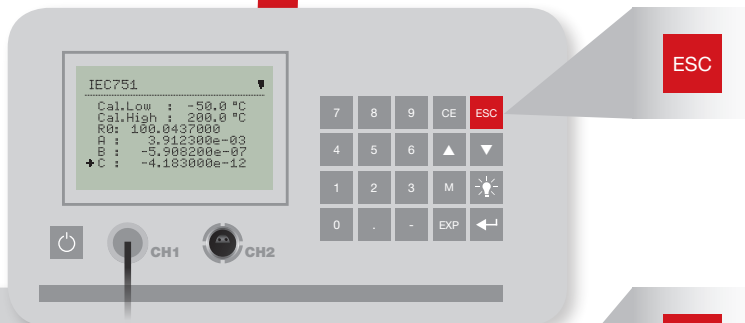 IEC751
Cal.Low : -50.0 °C
Cal.High : 200.0 °C
R0: 100.0437000
A : 3.912300e-03
B : -5.908200e-07
C : -4.183000e-12
7 8 9 CE ESC
4 5 6
1 2 3 M
0 . - EXP
CH1 CH2
ESC